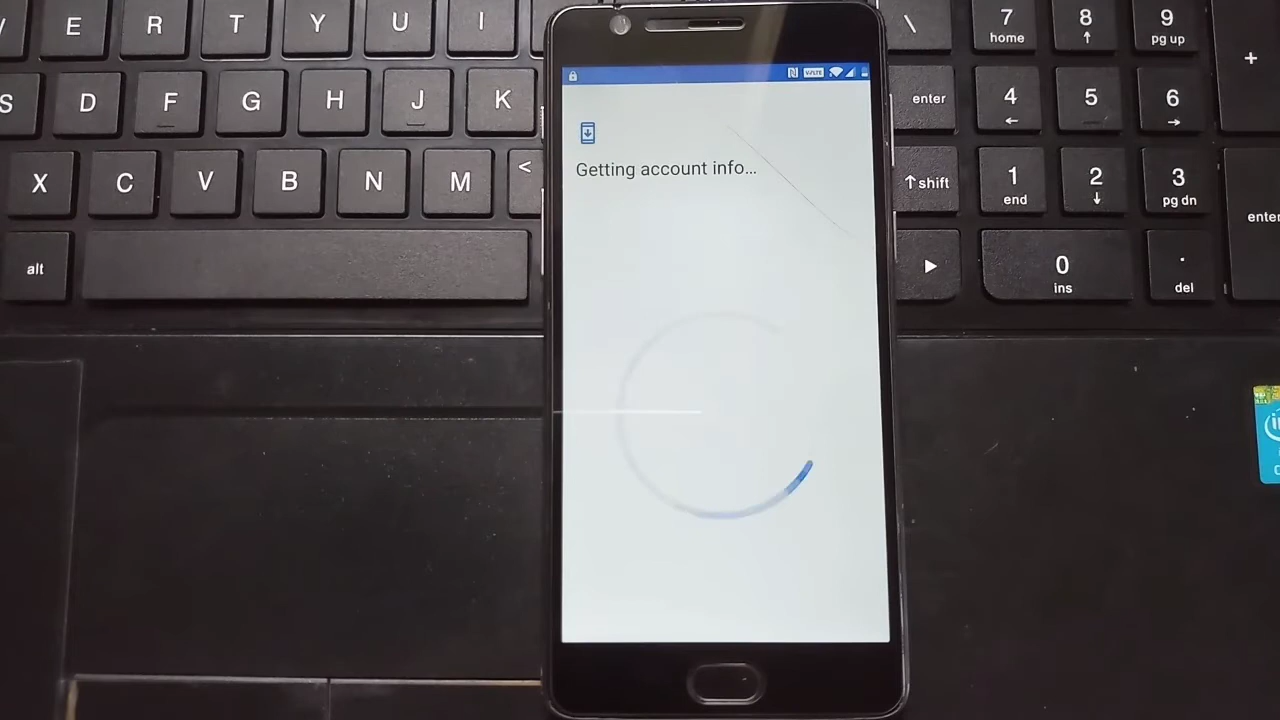 E R T Y U I \ 7 8 9 +
home ↑ pg up
VoLTE
S D F G H J K enter 4 5 6
← →
Getting account info...
X C V B N M < ↑shift 1 2 3 enter
end ↓ pg dn
alt ▶ 0 .
ins del